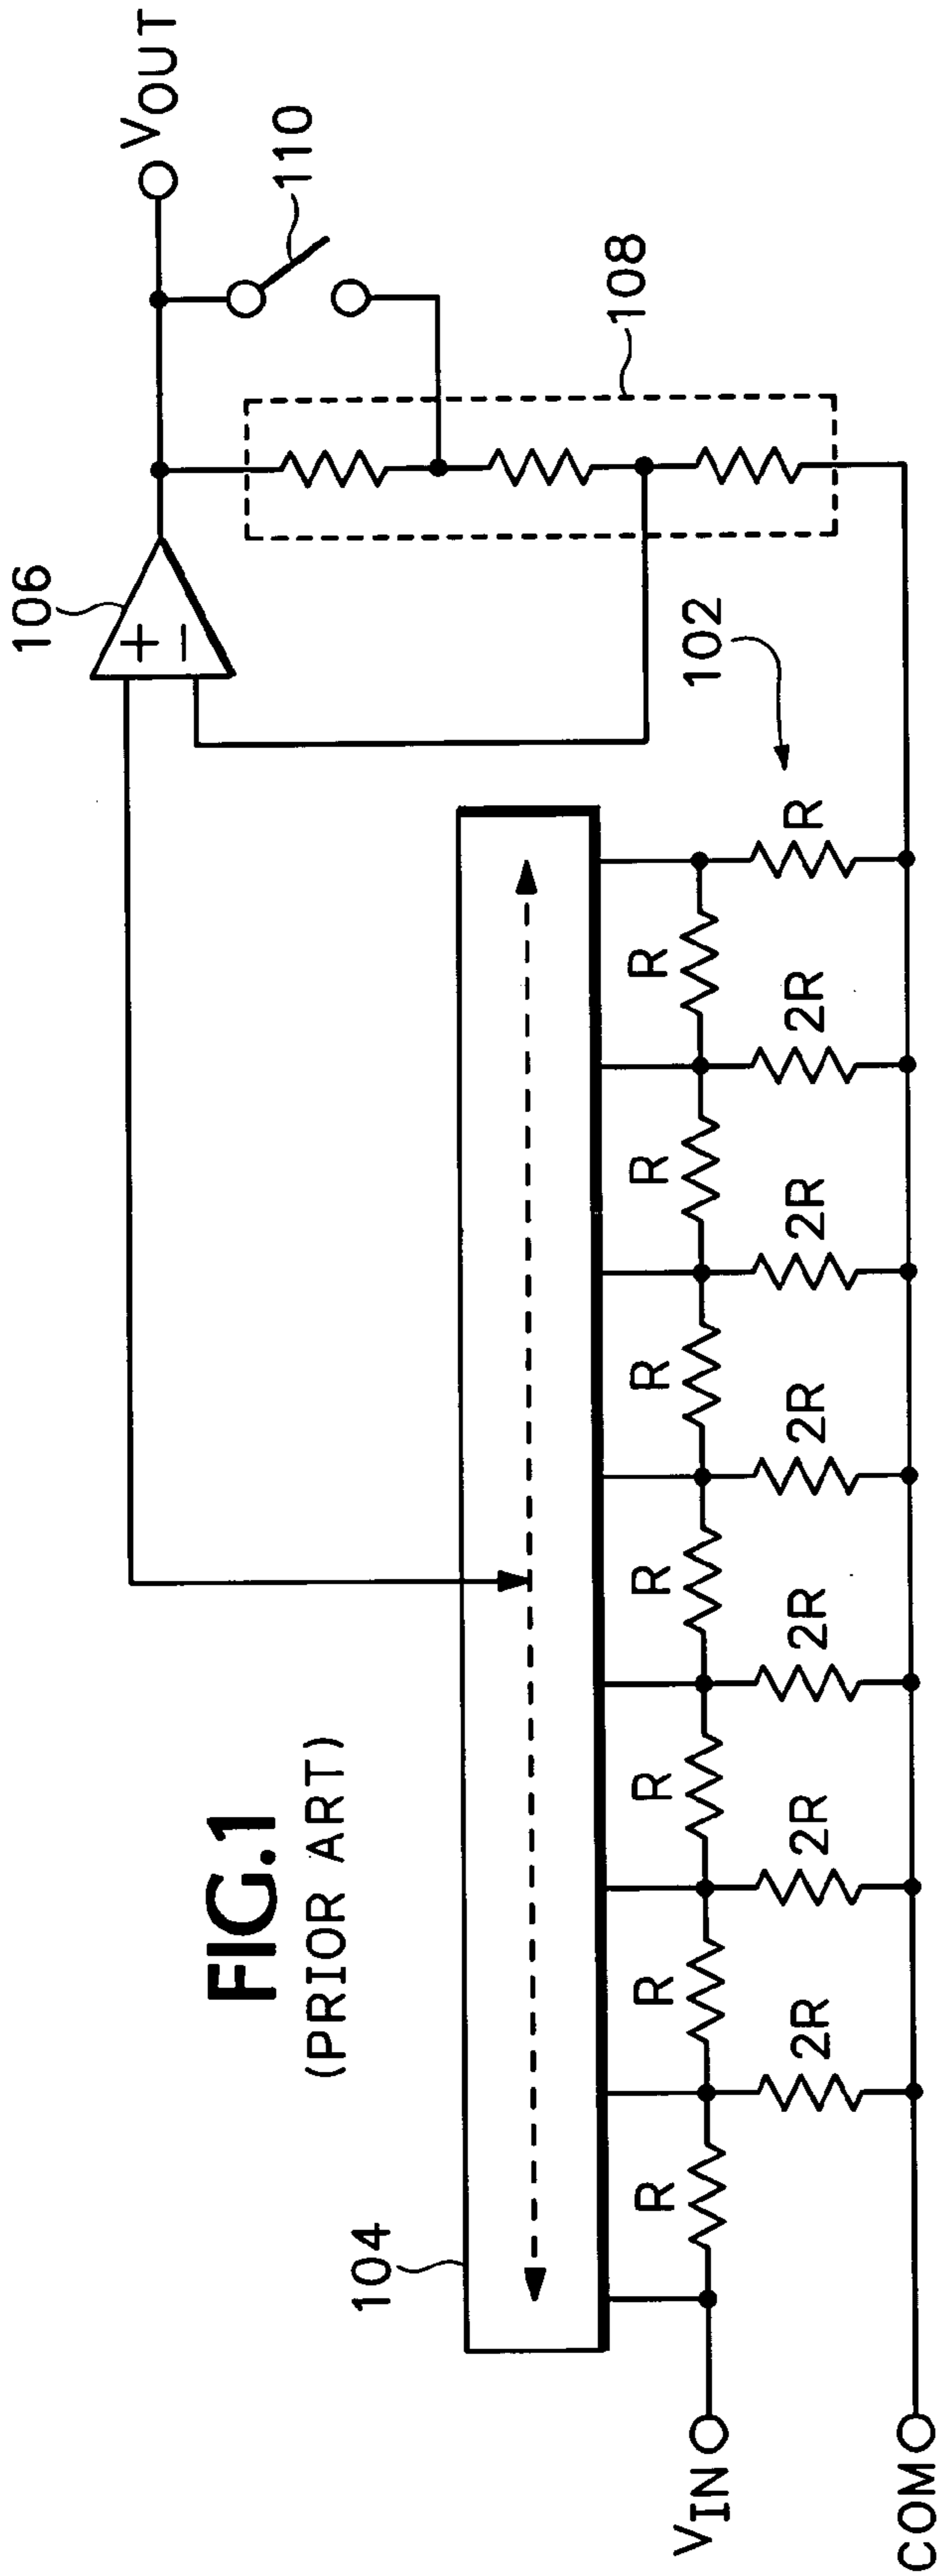 106
+
−
VOUT
110
108
102
104
R
R
R
R
R
R
R
2R
2R
2R
2R
2R
2R
R
VIN
COM
FIG.1
(PRIOR ART)